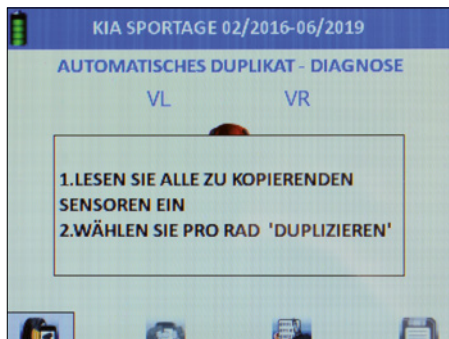 KIA SPORTAGE 02/2016-06/2019
AUTOMATISCHES DUPLIKAT - DIAGNOSE
VL VR
1.LESEN SIE ALLE ZU KOPIERENDEN
SENSOREN EIN
2.WÄHLEN SIE PRO RAD 'DUPLIZIEREN'